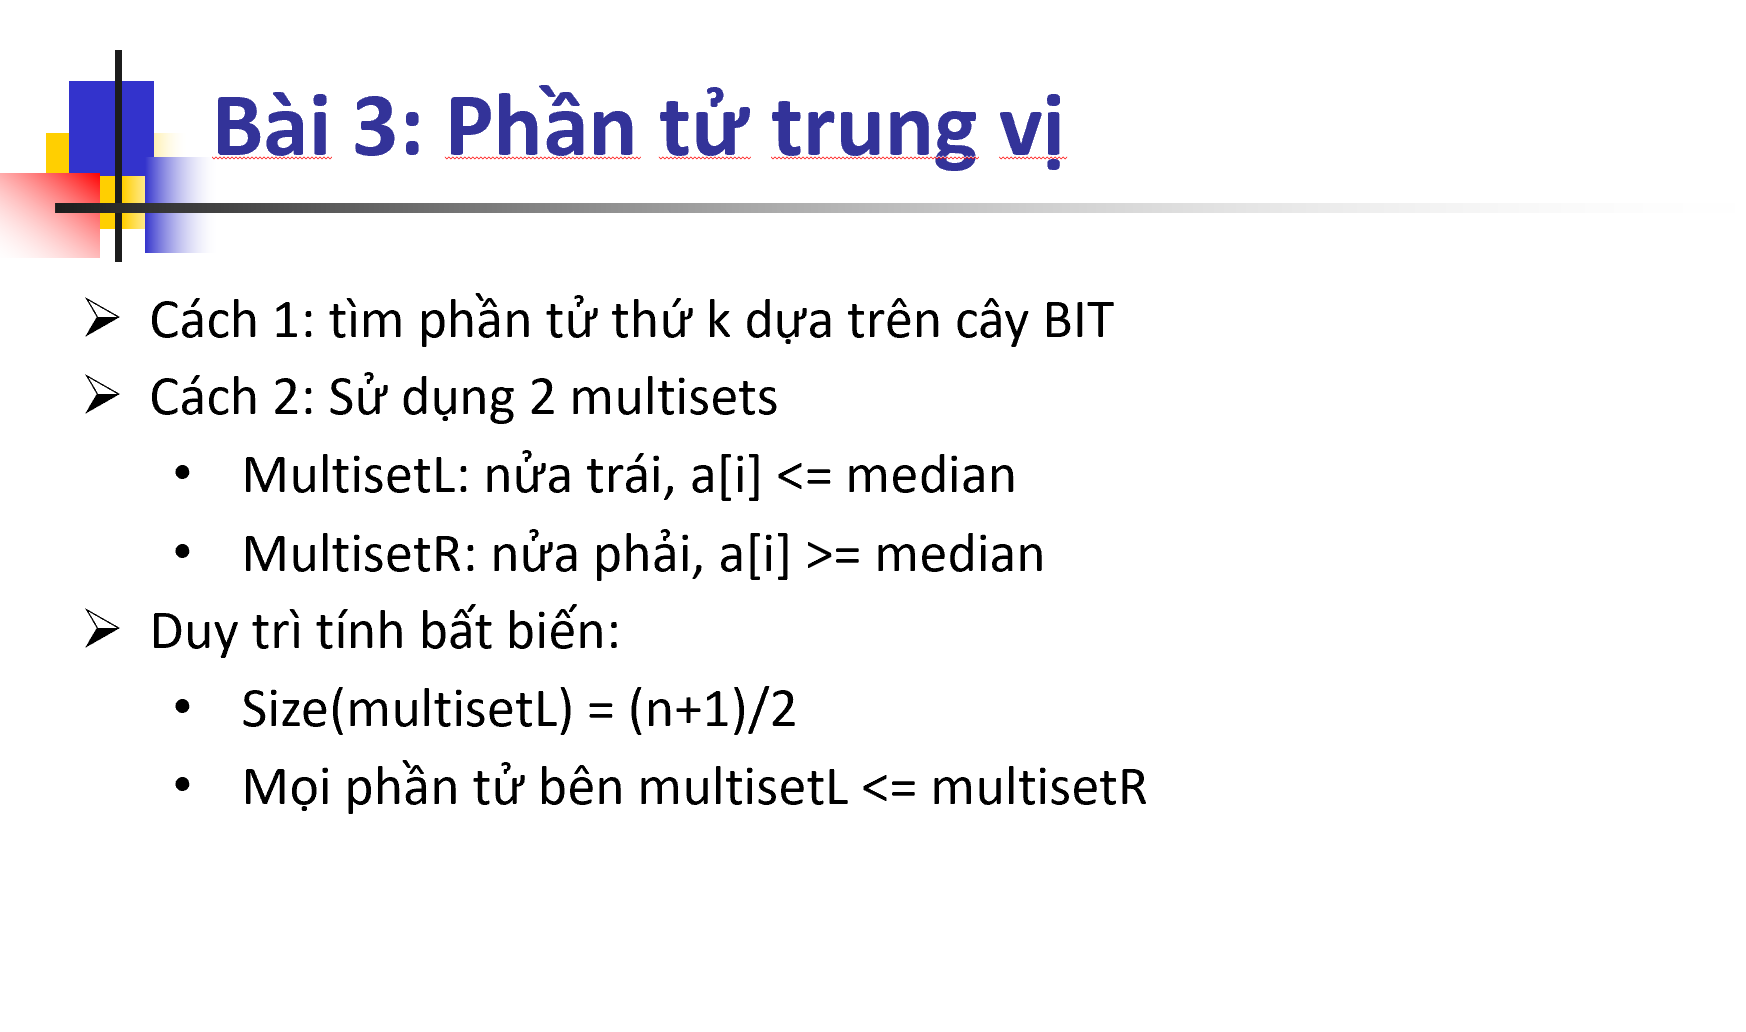 Bài 3: Phần tử trung vị
➢ Cách 1: tìm phần tử thứ k dựa trên cây BIT
➢ Cách 2: Sử dụng 2 multisets
• MultisetL: nửa trái, a[i] <= median
• MultisetR: nửa phải, a[i] >= median
➢ Duy trì tính bất biến:
• Size(multisetL) = (n+1)/2
• Mọi phần tử bên multisetL <= multisetR